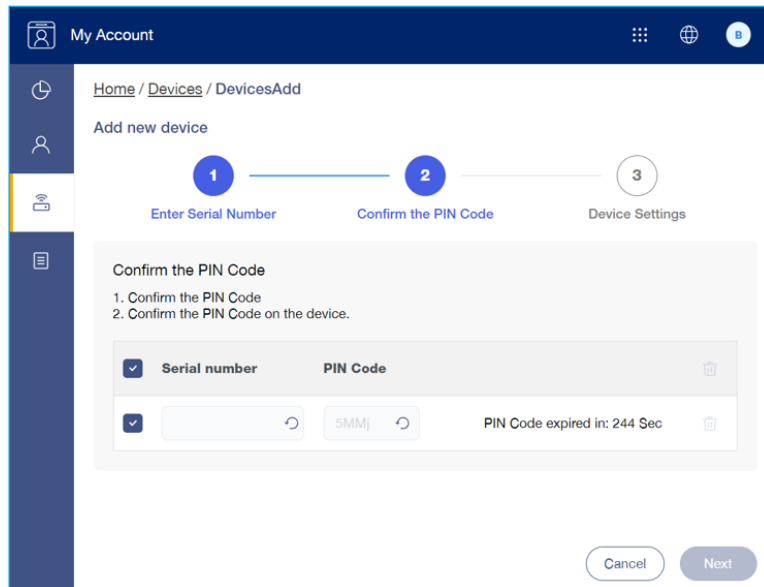 My Account
B
Home / Devices / DevicesAdd
Add new device
1
2
3
Enter Serial Number
Confirm the PIN Code
Device Settings
Confirm the PIN Code
1. Confirm the PIN Code
2. Confirm the PIN Code on the device.
Serial number PIN Code
5MMj PIN Code expired in: 244 Sec
Cancel Next